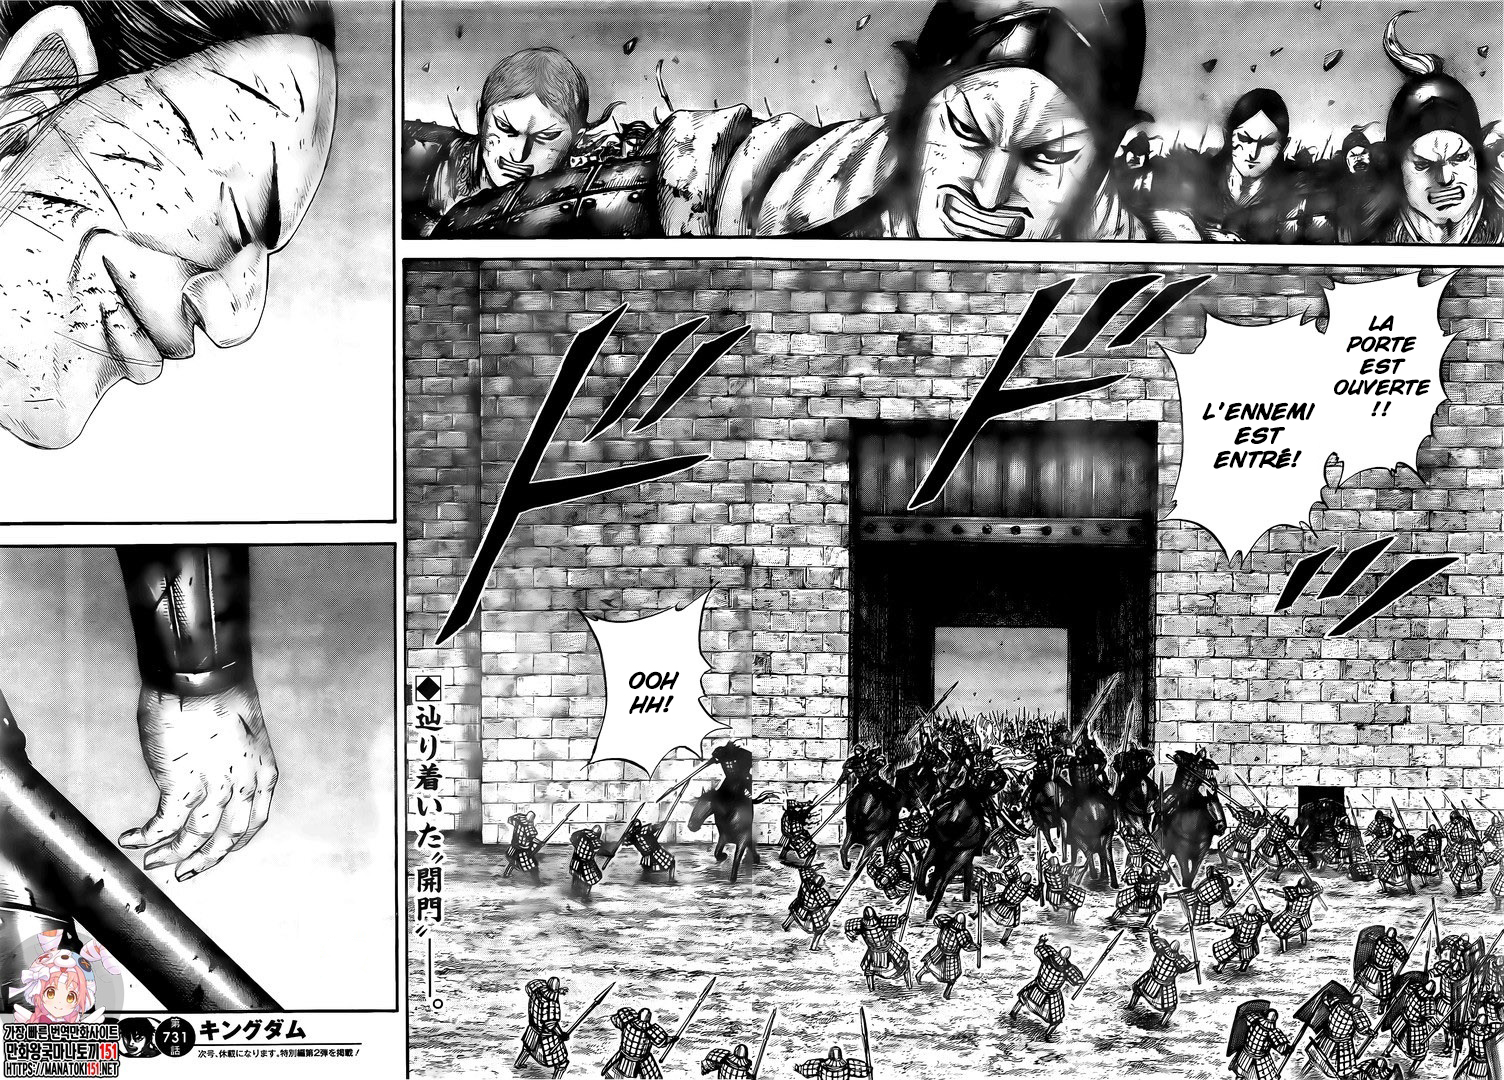 LA
PORTE
EST
OUVERTE
!!
L'ENNEMI
EST
ENTRÉ!
ドドド
OOH
HH!
◆辿り着いた〝開門〟――。
第731話
キングダム
次号、休載になります。特別編第2弾を掲載!
가장 빠른 번역만화사이트
만화왕국마나토끼151
HTTPS://MANATOKI151.NET